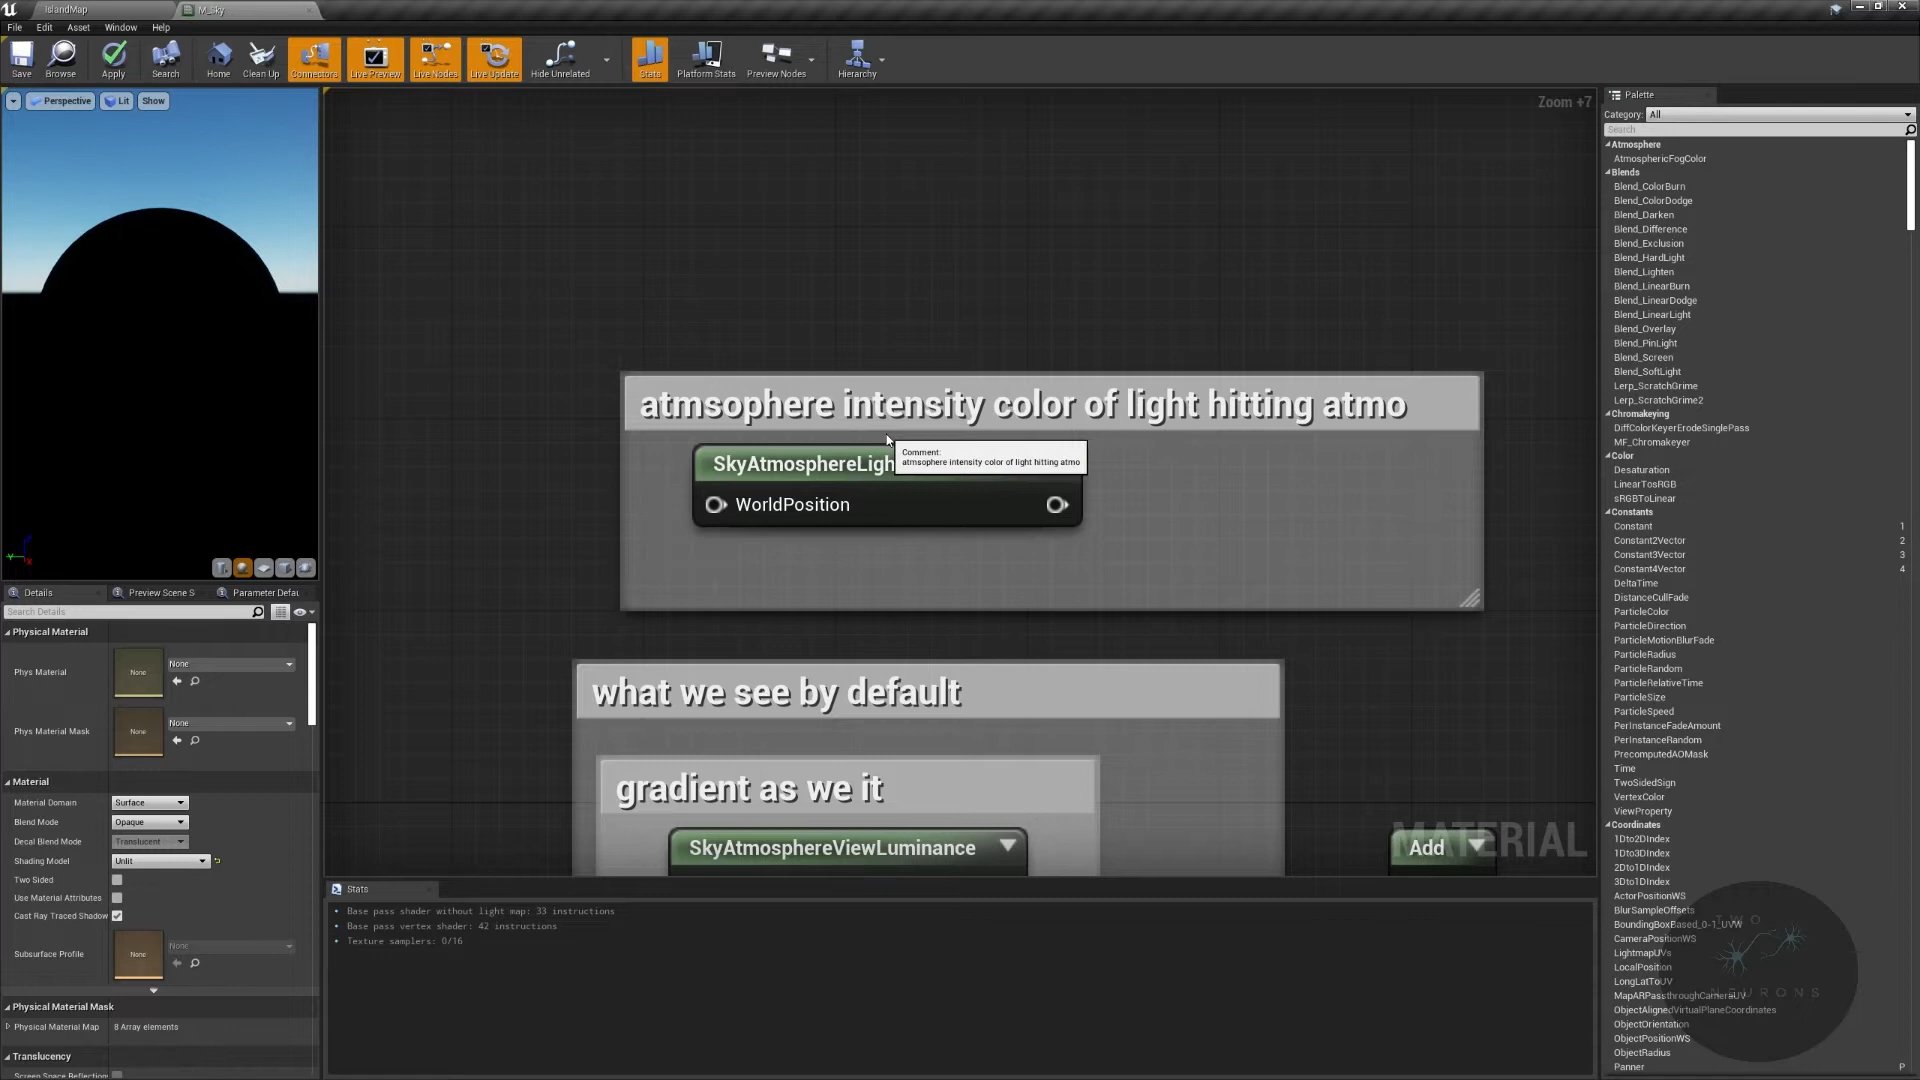 IslandMap
M_Sky
File Edit Asset Window Help
Save Browse Apply Search Home Clean Up Connectors Live Preview Live Nodes Live Update Hide Unrelated Stats Platform Stats Preview Nodes Hierarchy
Perspective Lit Show
Zoom +7
atmsophere intensity color of light hitting atmo
SkyAtmosphereLigh
Comment:
atmsophere intensity color of light hitting atmo
WorldPosition
what we see by default
gradient as we it
SkyAtmosphereViewLuminance
Add
MATERIAL
Details Preview Scene S Parameter Defau
Search Details
Physical Material
Phys Material None None
Phys Material Mask None None
Material
Material Domain Surface
Blend Mode Opaque
Decal Blend Mode Translucent
Shading Model Unlit
Two Sided
Use Material Attributes
Cast Ray Traced Shadow
Subsurface Profile None None
Physical Material Mask
Physical Material Map 8 Array elements
Translucency
Screen Space Reflection
Stats
Base pass shader without light map: 33 instructions
Base pass vertex shader: 42 instructions
Texture samplers: 0/16
Palette
Category: All
Search
Atmosphere
AtmosphericFogColor
Blends
Blend_ColorBurn
Blend_ColorDodge
Blend_Darken
Blend_Difference
Blend_Exclusion
Blend_HardLight
Blend_Lighten
Blend_LinearBurn
Blend_LinearDodge
Blend_LinearLight
Blend_Overlay
Blend_PinLight
Blend_Screen
Blend_SoftLight
Lerp_ScratchGrime
Lerp_ScratchGrime2
Chromakeying
DiffColorKeyerErodeSinglePass
MF_Chromakeyer
Color
Desaturation
LinearTosRGB
sRGBToLinear
Constants
Constant 1
Constant2Vector 2
Constant3Vector 3
Constant4Vector 4
DeltaTime
DistanceCullFade
ParticleColor
ParticleDirection
ParticleMotionBlurFade
ParticleRadius
ParticleRandom
ParticleRelativeTime
ParticleSize
ParticleSpeed
PerInstanceFadeAmount
PerInstanceRandom
PrecomputedAOMask
Time
TwoSidedSign
VertexColor
ViewProperty
Coordinates
1Dto2DIndex
1Dto3DIndex
2Dto1DIndex
3Dto1DIndex
ActorPositionWS
BlurSampleOffsets
BoundingBoxBased_0-1_UVW
CameraPositionWS
LightmapUVs
LocalPosition
LongLatToUV
MapARPassthroughCameraUV
ObjectAlignedVirtualPlaneCoordinates
ObjectOrientation
ObjectPositionWS
ObjectRadius
Panner P
TWO
NEURONS